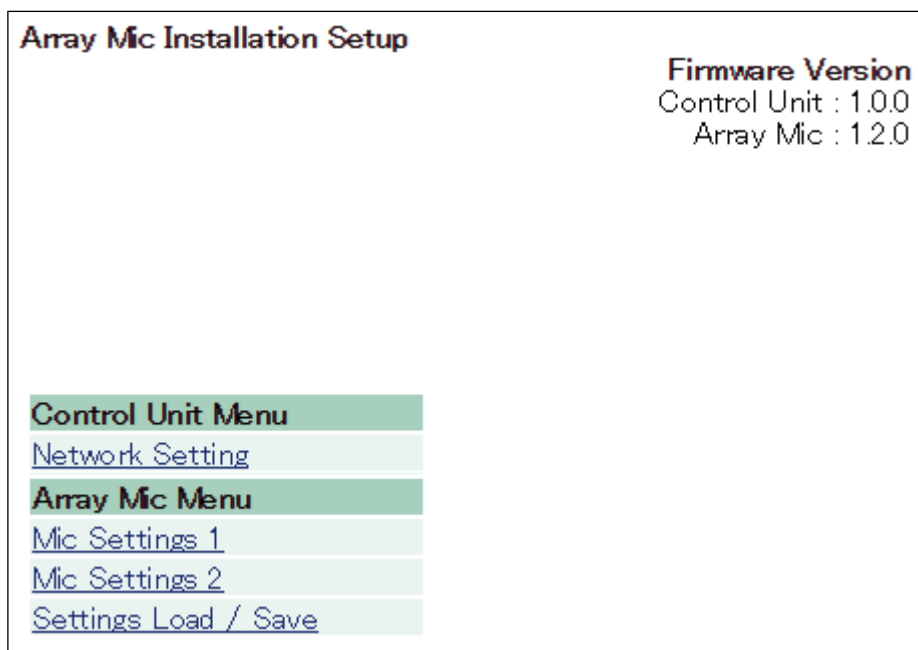 Array Mic Installation Setup
Firmware Version
Control Unit : 1.0.0
Array Mic : 1.2.0
Control Unit Menu
Network Setting
Array Mic Menu
Mic Settings 1
Mic Settings 2
Settings Load / Save